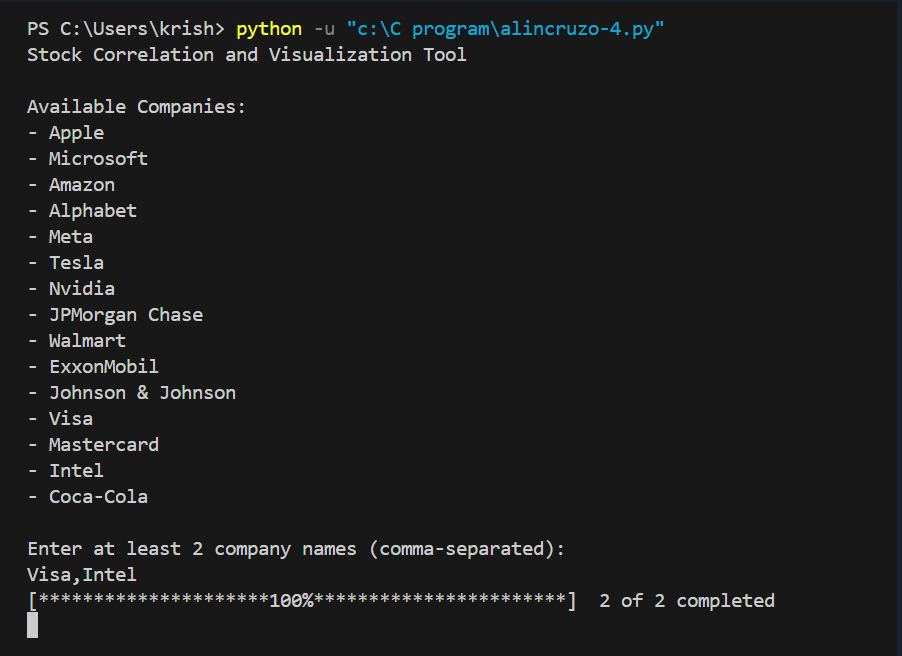 PS C:\Users\krish> python -u "c:\C program\alincruzo-4.py"
Stock Correlation and Visualization Tool
Available Companies:
- Apple
- Microsoft
- Amazon
- Alphabet
- Meta
- Tesla
- Nvidia
- JPMorgan Chase
- Walmart
- ExxonMobil
- Johnson & Johnson
- Visa
- Mastercard
- Intel
- Coca-Cola
Enter at least 2 company names (comma-separated):
Visa,Intel
[*********************100%***********************]  2 of 2 completed